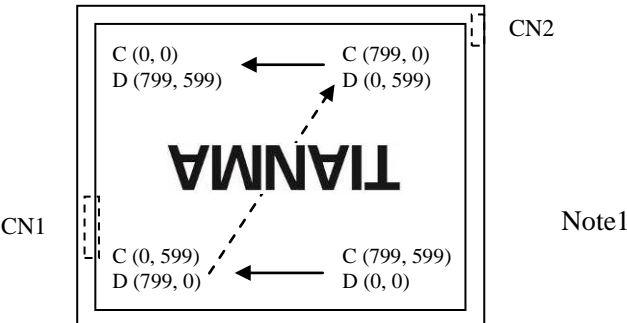 CN2
C (0, 0)
D (799, 599)
C (799, 0)
D (0, 599)
TIANMA
CN1
Note1
C (0, 599)
D (799, 0)
C (799, 599)
D (0, 0)